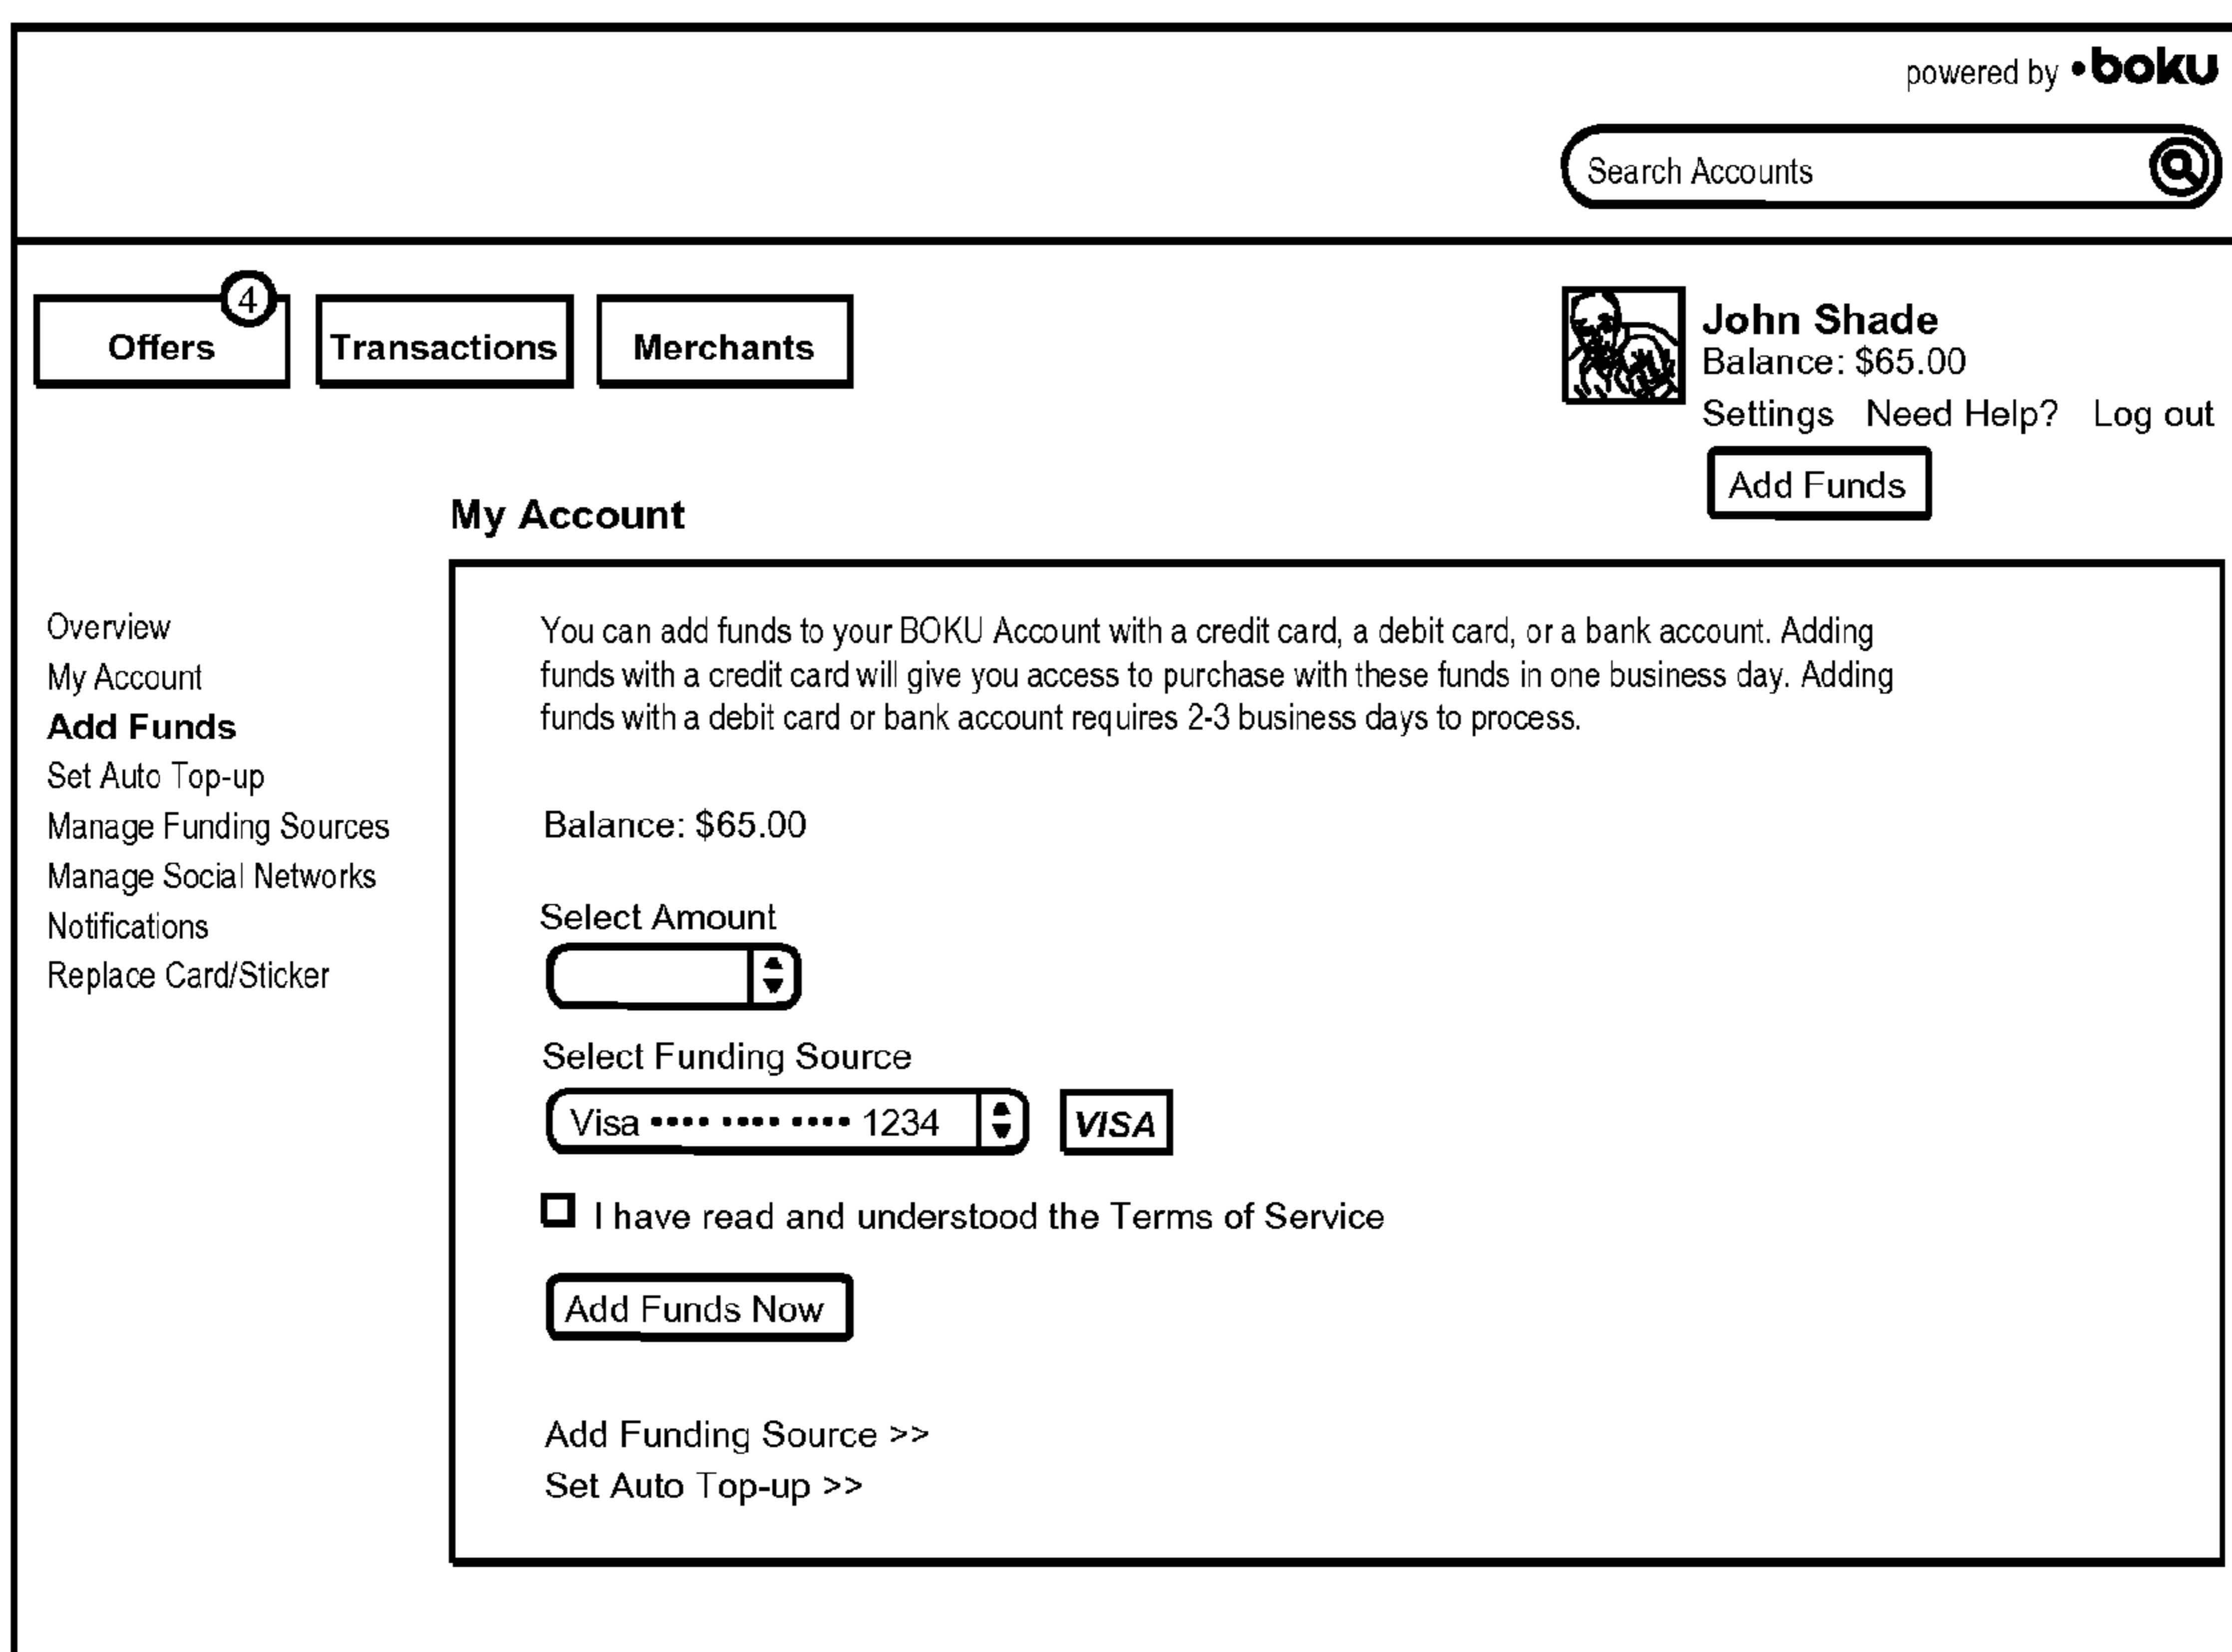 powered by •boku
Search Accounts
4
Offers
Transactions
Merchants
John Shade
Balance: $65.00
Settings Need Help? Log out
Add Funds
My Account
Overview
My Account
Add Funds
Set Auto Top-up
Manage Funding Sources
Manage Social Networks
Notifications
Replace Card/Sticker
You can add funds to your BOKU Account with a credit card, a debit card, or a bank account. Adding
funds with a credit card will give you access to purchase with these funds in one business day. Adding
funds with a debit card or bank account requires 2-3 business days to process.
Balance: $65.00
Select Amount
Select Funding Source
Visa •••• •••• •••• 1234
VISA
I have read and understood the Terms of Service
Add Funds Now
Add Funding Source >>
Set Auto Top-up >>